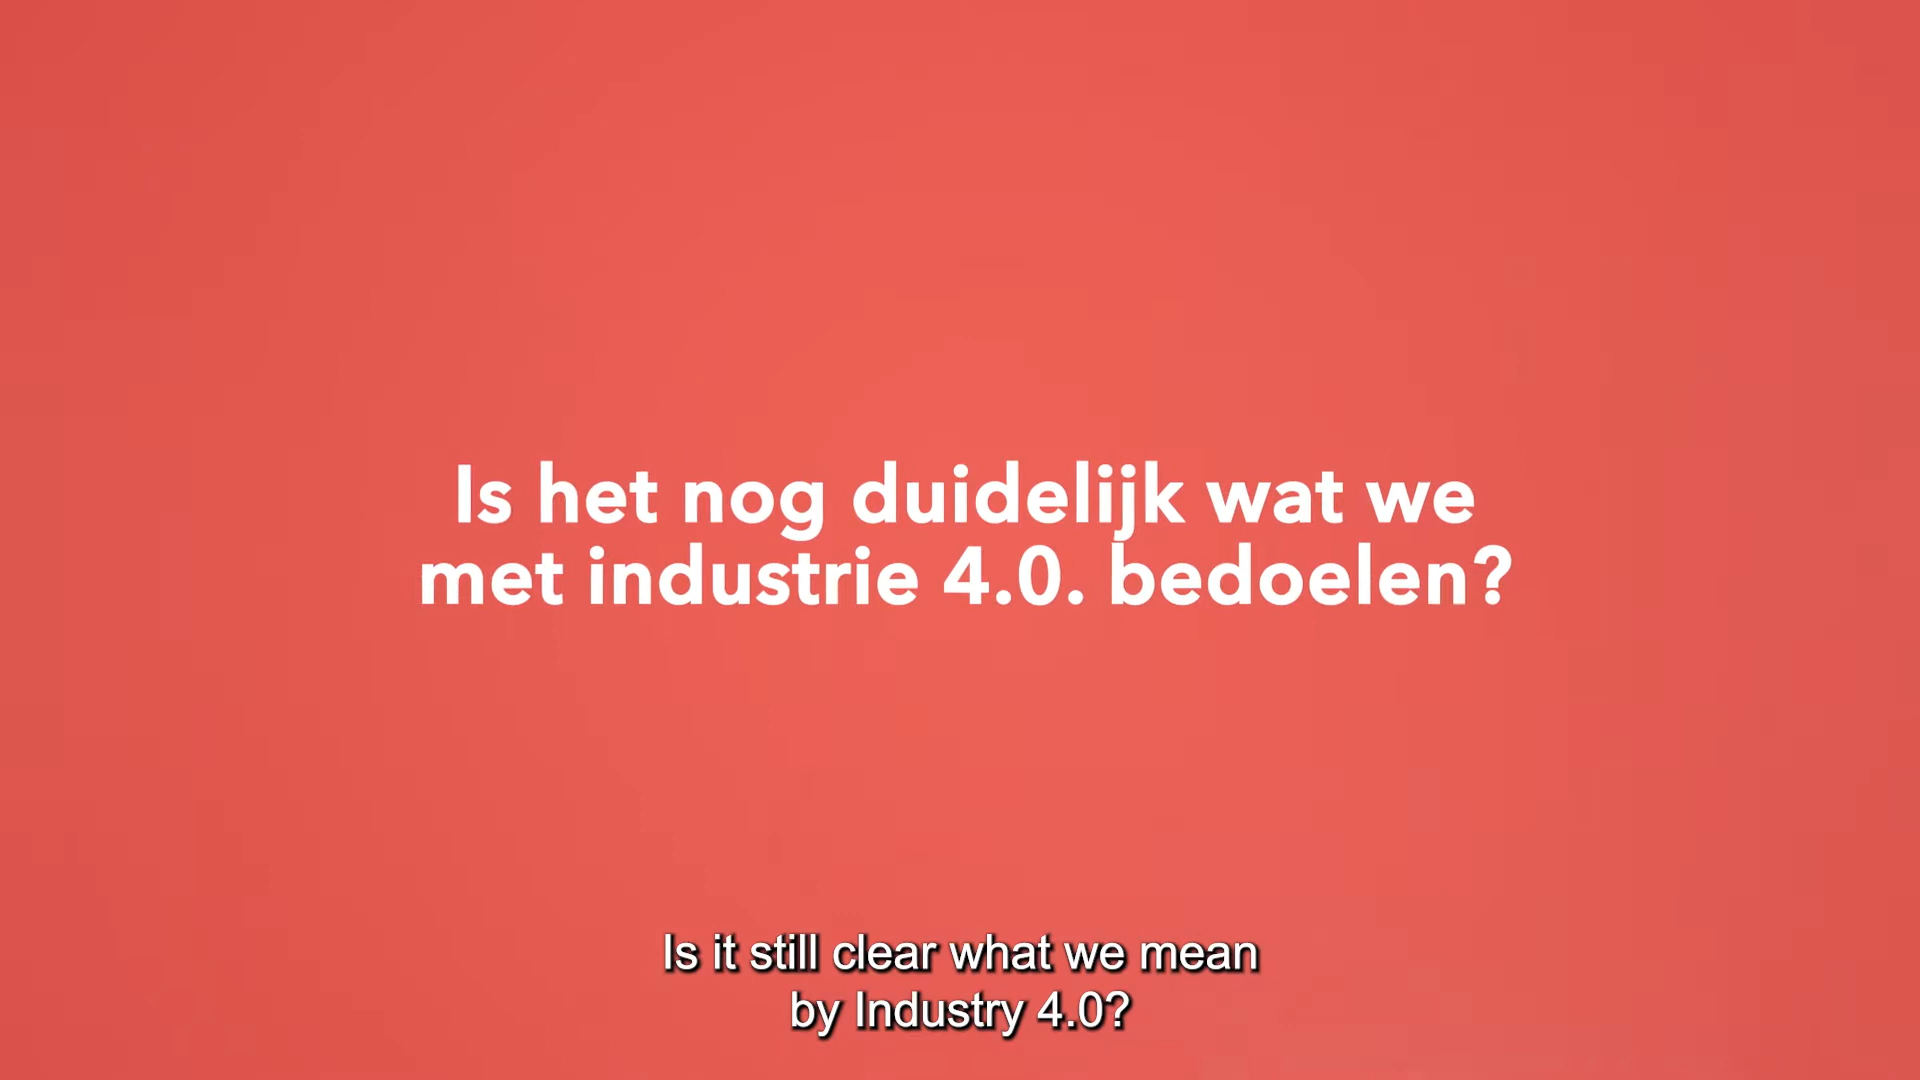 Is het nog duidelijk wat we
met industrie 4.0. bedoelen?
Is it still clear what we mean
by Industry 4.0?